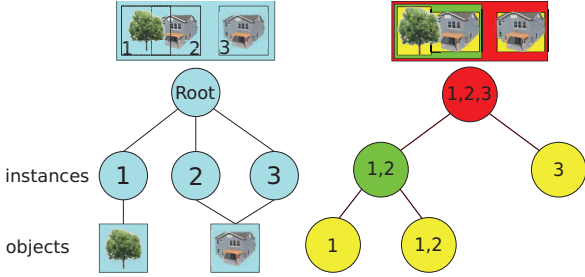 1 2 3
Root
1,2,3
instances 1 2 3
1,2 3
objects
1 1,2